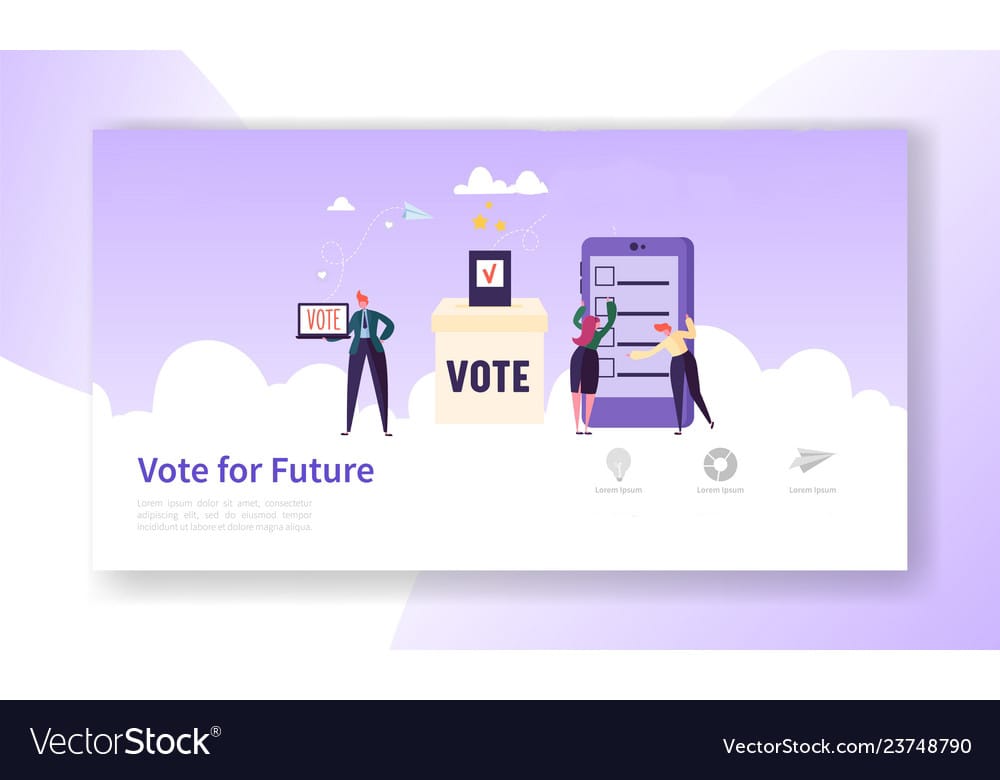 VOTE
VOTE
Vote for Future
Lorem ipsum dolor sit amet, consectetur
adipiscing elit, sed do eiusmod tempor
incididunt ut labore et dolore magna aliqua.
Lorem Ipsum
Lorem Ipsum
Lorem Ipsum
VectorStock®
VectorStock.com/23748790